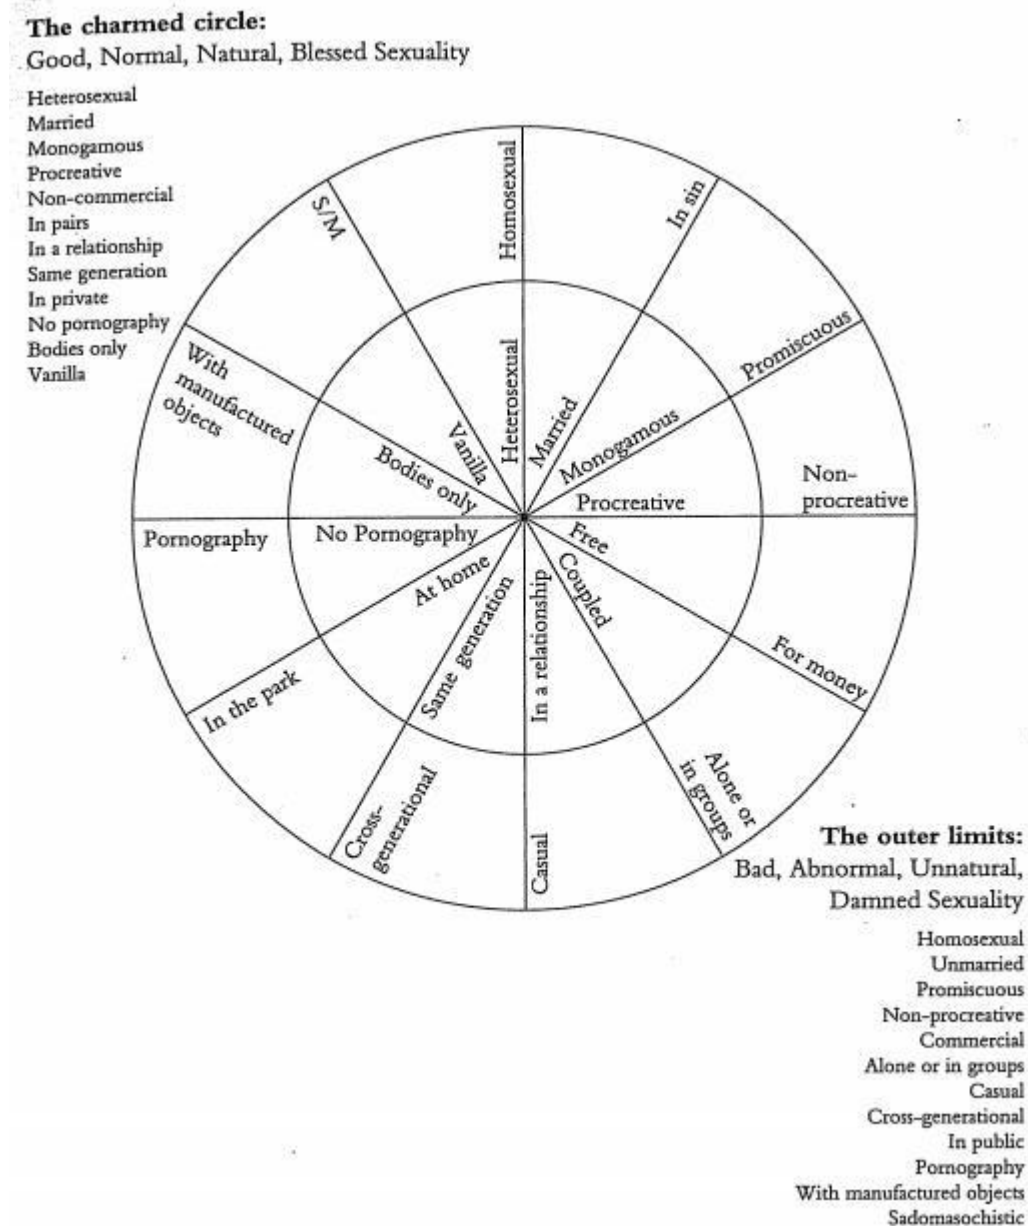 The charmed circle:
Good, Normal, Natural, Blessed Sexuality
Heterosexual
Married
Monogamous
Procreative
Non-commercial
In pairs
In a relationship
Same generation
In private
No pornography
Bodies only
Vanilla
S/M
Homosexual
In sin
Promiscuous
Non-
procreative
For money
Alone or
in groups
Casual
Cross-
generational
In the park
Pornography
With
manufactured
objects
Vanilla
Heterosexual
Married
Monogamous
Procreative
Free
Coupled
In a relationship
Same generation
At home
No Pornography
Bodies only
The outer limits:
Bad, Abnormal, Unnatural,
Damned Sexuality
Homosexual
Unmarried
Promiscuous
Non-procreative
Commercial
Alone or in groups
Casual
Cross-generational
In public
Pornography
With manufactured objects
Sadomasochistic